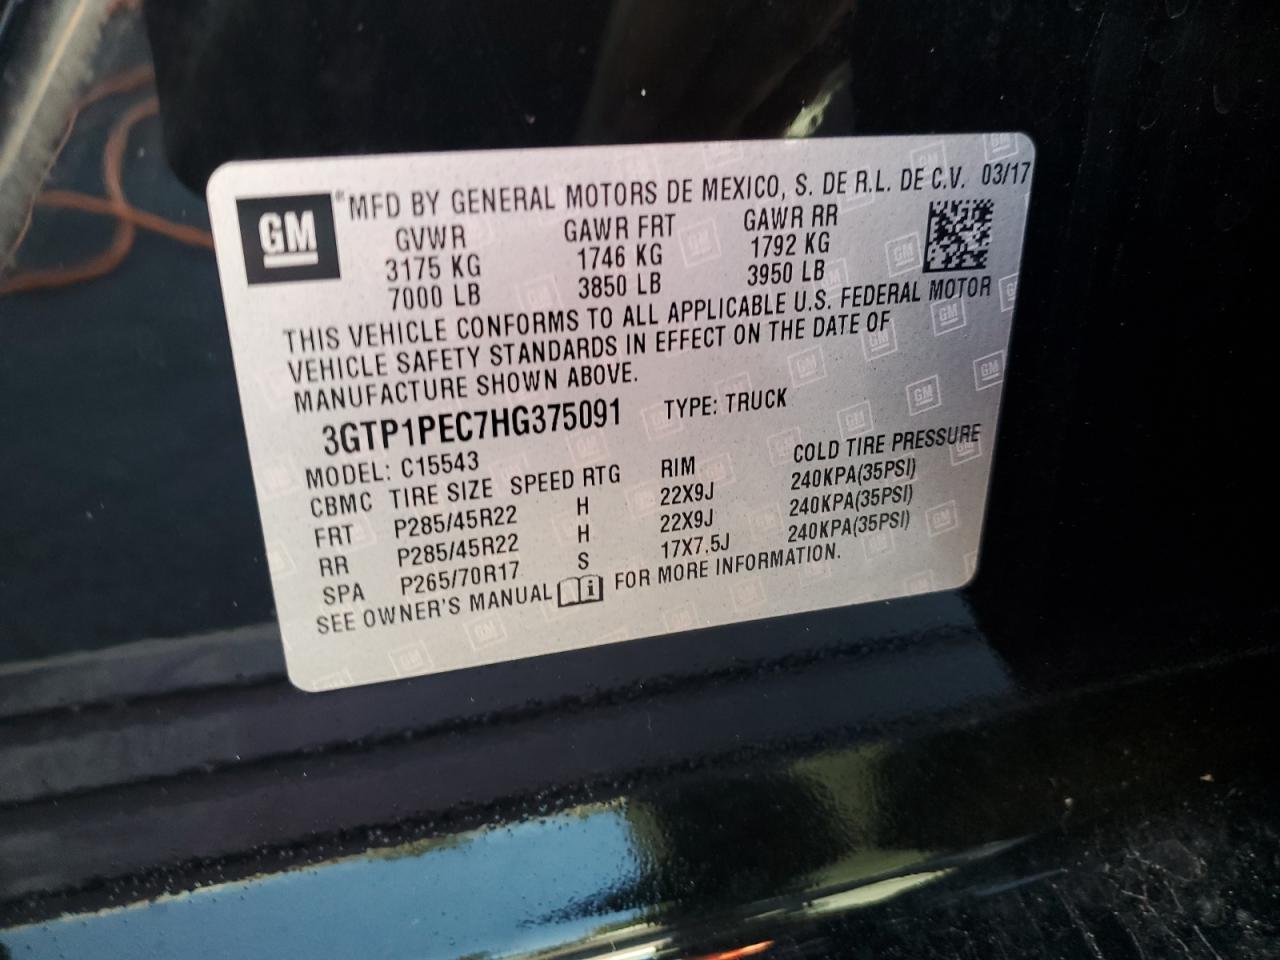 GM ® MFD BY GENERAL MOTORS DE MEXICO, S. DE R.L. DE C.V. 03/17
GVWR GAWR FRT GAWR RR
3175 KG 1746 KG 1792 KG
7000 LB 3850 LB 3950 LB
THIS VEHICLE CONFORMS TO ALL APPLICABLE U.S. FEDERAL MOTOR
VEHICLE SAFETY STANDARDS IN EFFECT ON THE DATE OF
MANUFACTURE SHOWN ABOVE.
3GTP1PEC7HG375091 TYPE: TRUCK
MODEL: C15543
CBMC TIRE SIZE SPEED RTG RIM COLD TIRE PRESSURE
FRT P285/45R22 H 22X9J 240KPA(35PSI)
RR P285/45R22 H 22X9J 240KPA(35PSI)
SPA P265/70R17 S 17X7.5J 240KPA(35PSI)
SEE OWNER'S MANUAL i FOR MORE INFORMATION.